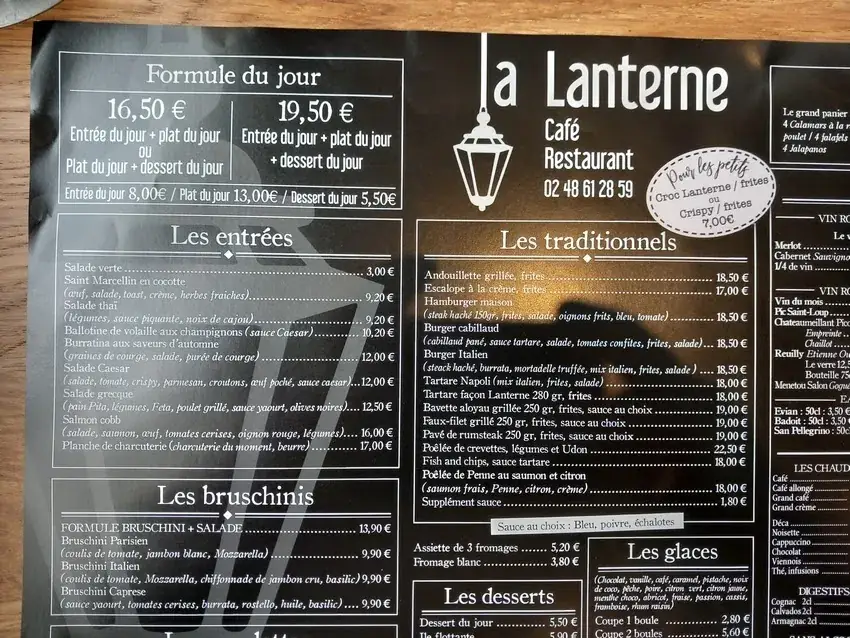 Formule du jour
16,50 €
Entrée du jour + plat du jour
ou
Plat du jour + dessert du jour
19,50 €
Entrée du jour + plat du jour
+ dessert du jour
Entrée du jour 8,00€ / Plat du jour 13,00€ / Dessert du jour 5,50€
Les entrées
Salade verte 3,00 €
Saint Marcellin en cocotte
(œuf, salade, toast, crème, herbes fraiches) 9,20 €
Salade thaï
(légumes, sauce piquante, noix de cajou) 9,20 €
Ballotine de volaille aux champignons (sauce Caesar) 10,20 €
Burratina aux saveurs d'automne
(graines de courge, salade, purée de courge) 12,00 €
Salade Caesar
(salade, tomate, crispy, parmesan, croutons, œuf poché, sauce caesar) 12,00 €
Salade grecque
(pain Pita, légunes, Feta, poulet grillé, sauce yaourt, olives noires) 12,50 €
Salmon cobb
(salade, saumon, œuf, tomates cerises, oignon rouge, légumes) 16,00 €
Planche de charcuterie (charcuterie du moment, beurre) 17,00 €
Les bruschinis
FORMULE BRUSCHINI + SALADE 13,90 €
Bruschini Parisien
(coulis de tomate, jambon blanc, Mozzarella) 9,90 €
Bruschini Italien
(coulis de tomate, Mozzarella, chiffonnade de jambon cru, basilic) 9,90 €
Bruschini Caprese
(sauce yaourt, tomates cerises, burrata, rostello, huile, basilic) 9,90 €
la Lanterne
Café
Restaurant
02 48 61 28 59
Pour les petits
Croc Lanterne / frites
ou
Crispy / frites
7,00€
Les traditionnels
Andouillette grillée, frites 18,50 €
Escalope à la crème, frites 17,00 €
Hamburger maison
(steak haché 150gr, frites, salade, oignons frits, bleu, tomate) 18,50 €
Burger cabillaud
(cabillaud pané, sauce tartare, salade, tomates confites, frites, salade) 18,50 €
Burger Italien
(steack haché, burrata, mortadelle truffée, mix italien, frites, salade ) 18,50 €
Tartare Napoli (mix italien, frites, salade) 18,00 €
Tartare façon Lanterne 280 gr, frites 18,00 €
Bavette aloyau grillée 250 gr, frites, sauce au choix 19,00 €
Faux-filet grillé 250 gr, frites, sauce au choix 19,00 €
Pavé de rumsteak 250 gr, frites, sauce au choix 19,00 €
Poêlée de crevettes, légumes et Udon 22,50 €
Fish and chips, sauce tartare 18,00 €
Poêlée de Penne au saumon et citron
(saumon frais, Penne, citron, crème) 18,00 €
Supplément sauce 1,80 €
Sauce au choix : Bleu, poivre, échalotes
Assiette de 3 fromages 5,20 €
Fromage blanc 3,80 €
Les desserts
Dessert du jour 5,50 €
Ile flottante 5,90 €
Les glaces
(Chocolat, vanille, café, caramel, pistache, noix
de coco, pêche, poire, citron vert, citron jaune,
menthe choco, abricot, fraise, passion, cassis,
framboise, rhum raisin)
Coupe 1 boule 2,80 €
Coupe 2 boules 5,60 €
Le grand panier
4 Calamars à la r
poulet / 4 falafels
4 Jalapanos
VIN RO
Le v
Merlot
Cabernet Sauvigno
1/4 de vin
VIN RO
Vin du mois
Pic Saint-Loup
Chateaumeillant Pico
Empreinte
Chaillot
Reuilly Etienne Ou
Le verre 12,5
Bouteille 75c
Menetou Salon Gogue
EA
Evian : 50cl : 3,50 €
Badoit : 50cl : 3,50
San Pellegrino : 50c
LES CHAUD
Café
Café allongé
Grand café
Grand crème
Déca
Noisette
Cappuccino
Chocolat
Viennois
Thé, infusions
DIGESTIFS
Cognac 2cl
Calvados 2cl
Armagnac 2cl